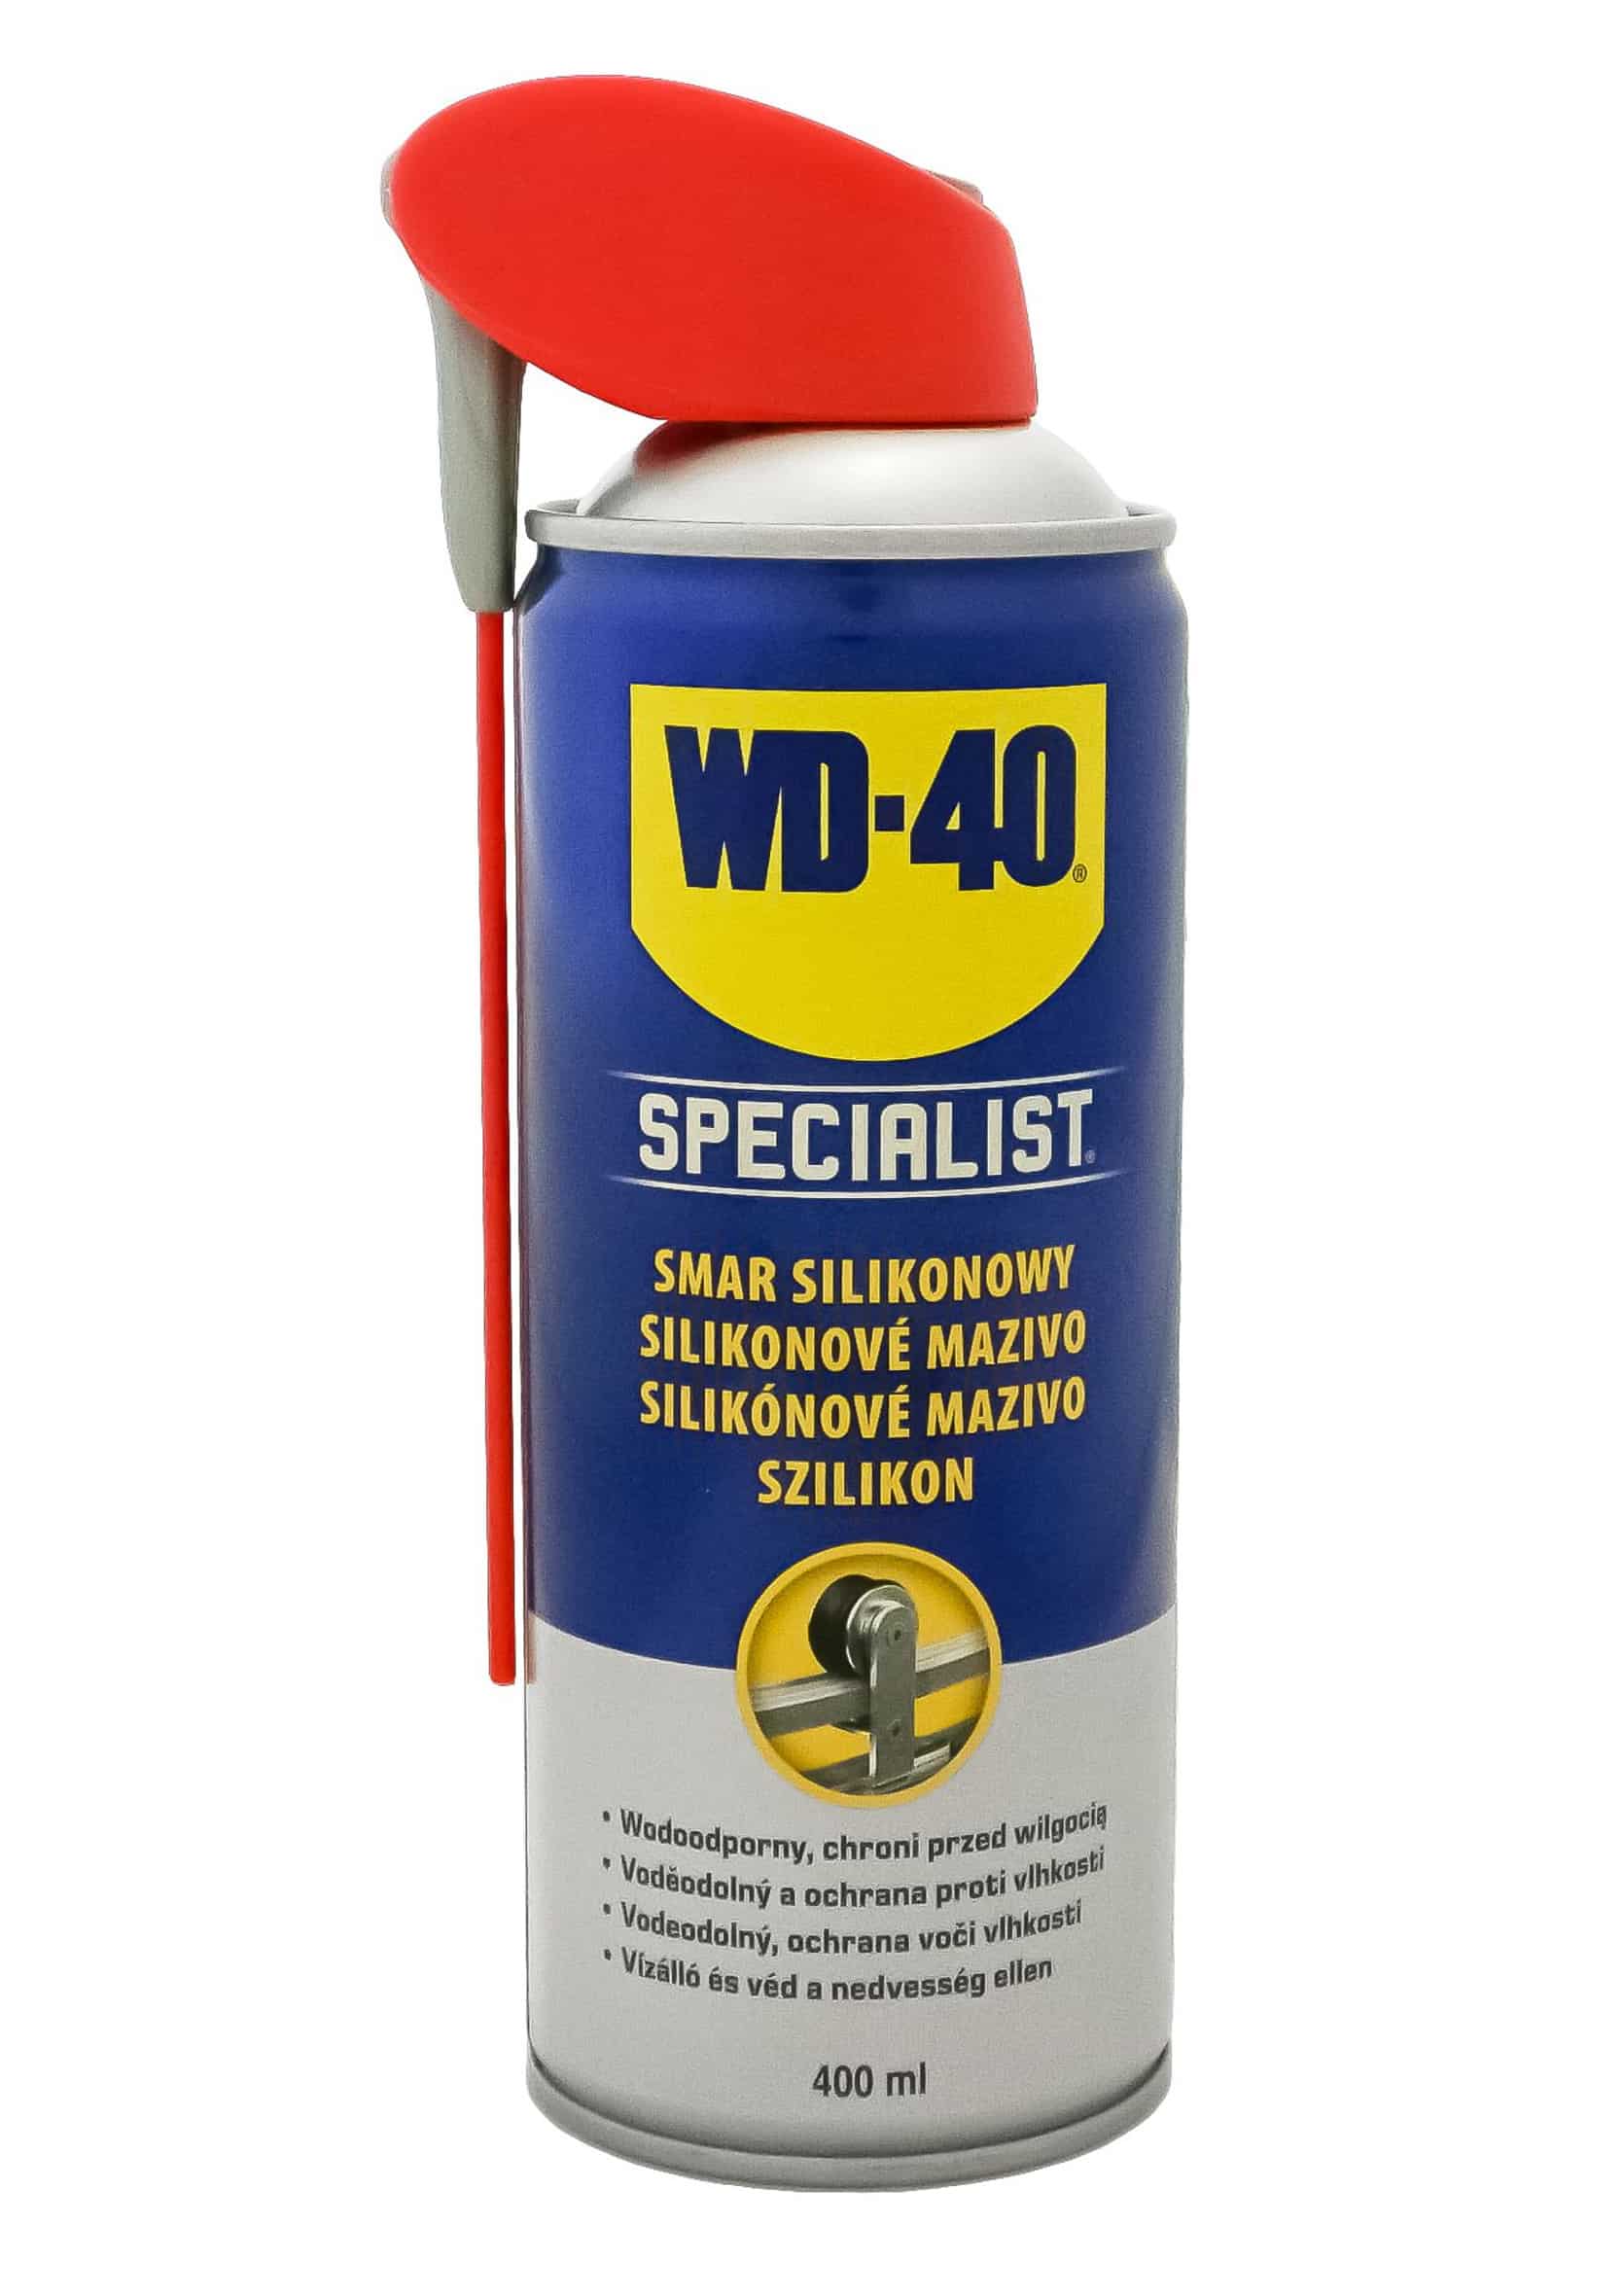 WD-40®
SPECIALIST®
SMAR SILIKONOWY
SILIKONOVÉ MAZIVO
SILIKÓNOVÉ MAZIVO
SZILIKON
• Wodoodporny, chroni przed wilgocią
• Voděodolný a ochrana proti vlhkosti
• Vodeodolný, ochrana voči vlhkosti
• Vízálló és véd a nedvesség ellen
400 ml